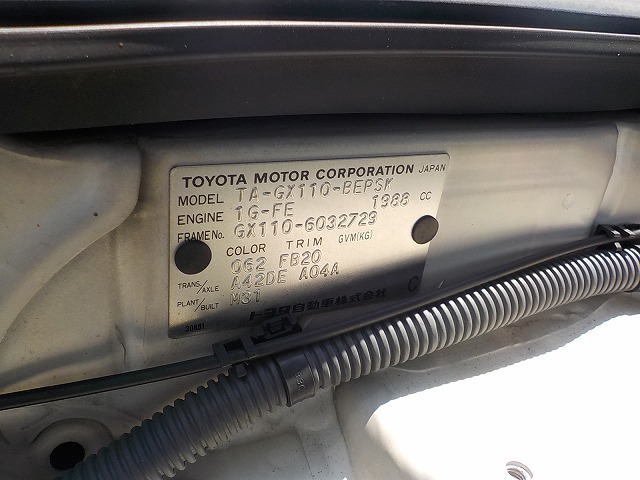 TOYOTA MOTOR CORPORATION JAPAN
MODEL TA-GX110-BEPSK
ENGINE 1G-FE 1988 CC
FRAME No. GX110-6032729
COLOR TRIM GVM(KG)
062 FB20
TRANS./AXLE A42DE A04A
PLANT/BUILT M31
トヨタ自動車株式会社 C